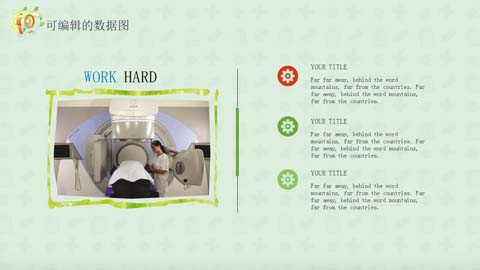 可编辑的数据图
WORK HARD
YOUR TITLE
Far far away, behind the word
mountains, far from the countries. Far
far away, behind the word mountains,
far from the countries.
YOUR TITLE
Far far away, behind the word
mountains, far from the countries. Far
far away, behind the word mountains,
far from the countries.
YOUR TITLE
Far far away, behind the word
mountains, far from the countries. Far
far away, behind the word mountains,
far from the countries.